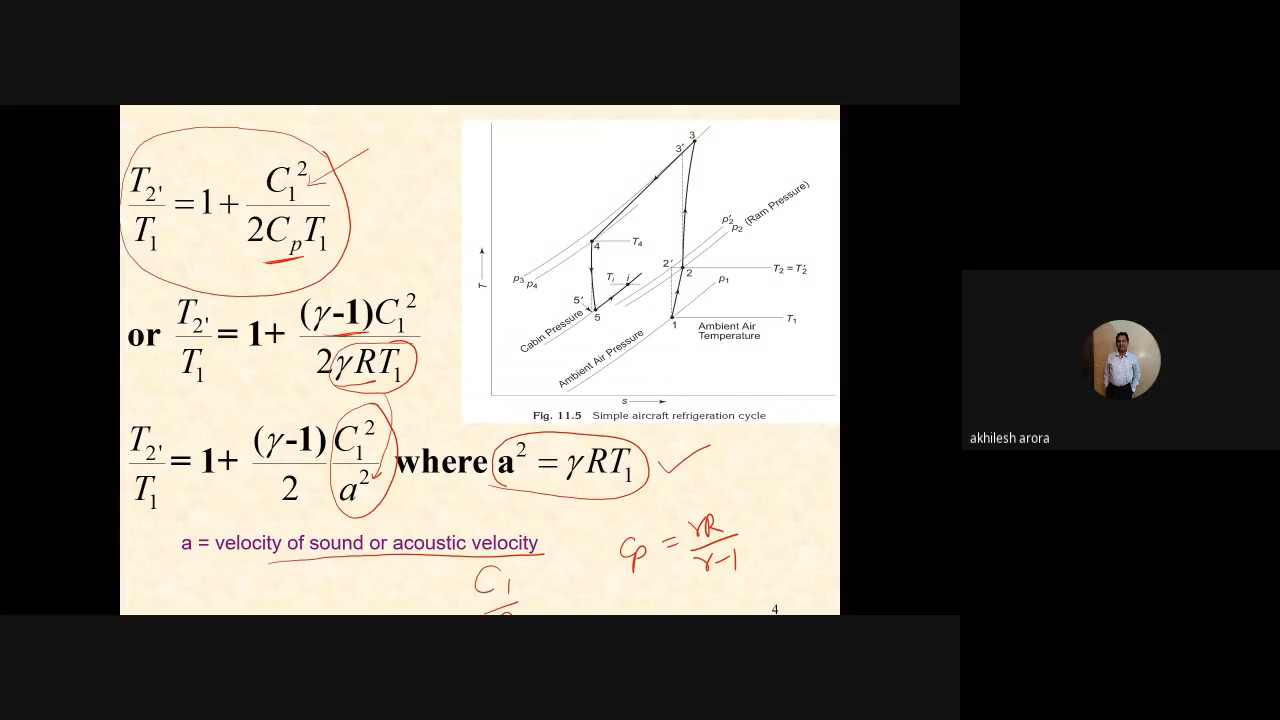 T2'/T1 = 1 + C1²/2CpT1
or T2'/T1 = 1+ (γ-1)C1²/2γRT1
T2'/T1 = 1+ (γ-1)/2 C1²/a² where a² = γRT1
a = velocity of sound or acoustic velocity
Cp = γR/γ-1
C1
4
3
3'
p2'
p2 (Ram Pressure)
4
T4
T
p3
p4
Ti
i
2'
2
T2 = T2'
p1
5'
5
Cabin Pressure
1
Ambient Air
Temperature
T1
Ambient Air Pressure
s
Fig. 11.5 Simple aircraft refrigeration cycle
akhilesh arora